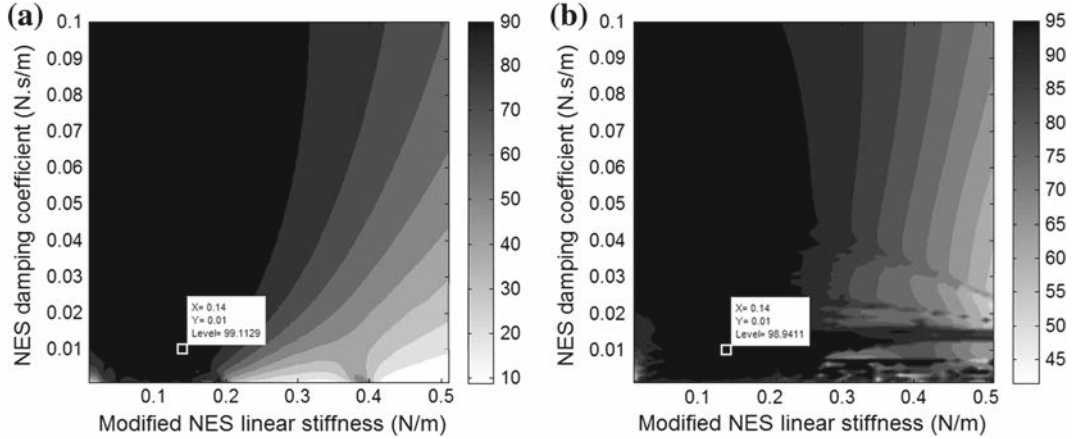 (a)
NES damping coefficient (N.s/m)
0.1
0.09
0.08
0.07
0.06
0.05
0.04
0.03
0.02
0.01
X= 0.14
Y= 0.01
Level= 99.1129
0.1 0.2 0.3 0.4 0.5
Modified NES linear stiffness (N/m)
90
80
70
60
50
40
30
20
10
(b)
NES damping coefficient (N.s/m)
0.1
0.09
0.08
0.07
0.06
0.05
0.04
0.03
0.02
0.01
X= 0.14
Y= 0.01
Level= 98.9411
0.1 0.2 0.3 0.4 0.5
Modified NES linear stiffness (N/m)
95
90
85
80
75
70
65
60
55
50
45